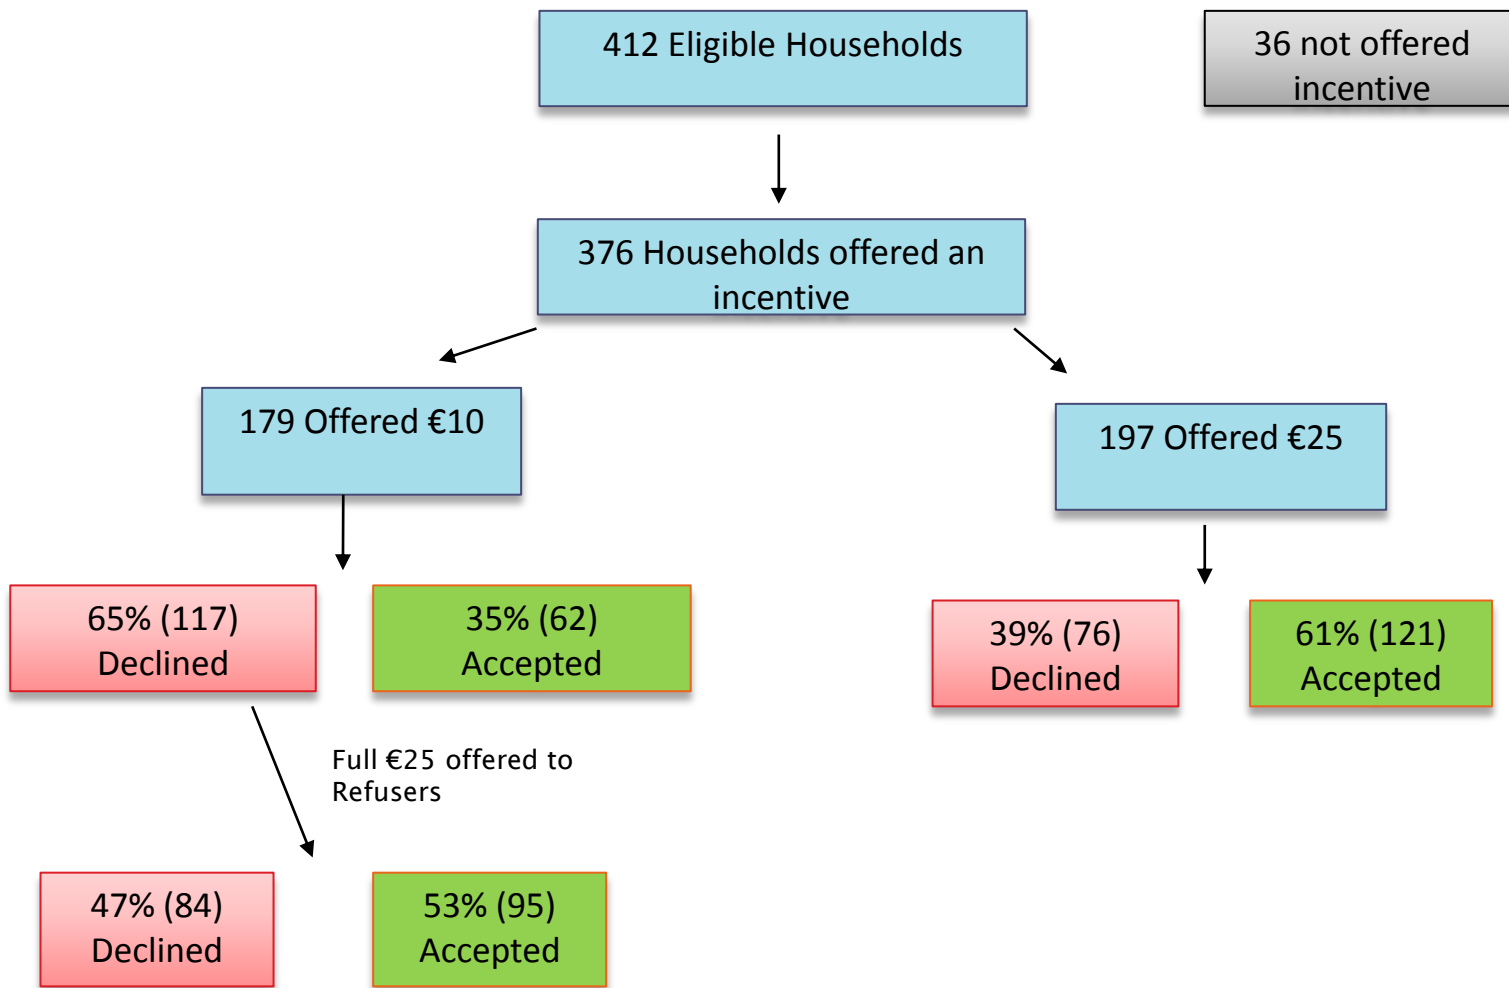 412 Eligible Households
36 not offered
incentive
376 Households offered an
incentive
179 Offered €10
197 Offered €25
65% (117)
Declined
35% (62)
Accepted
39% (76)
Declined
61% (121)
Accepted
Full €25 offered to
Refusers
47% (84)
Declined
53% (95)
Accepted